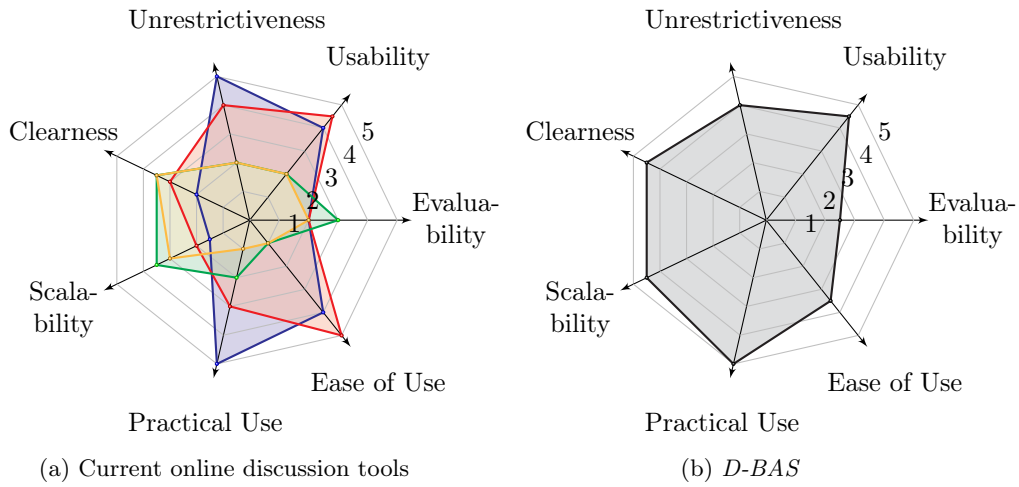 Unrestrictiveness
Usability
5
4
3
2
1
Clearness
Evalua-
bility
Scala-
bility
Ease of Use
Practical Use
(a) Current online discussion tools
Unrestrictiveness
Usability
5
4
3
2
1
Clearness
Evalua-
bility
Scala-
bility
Ease of Use
Practical Use
(b) D-BAS